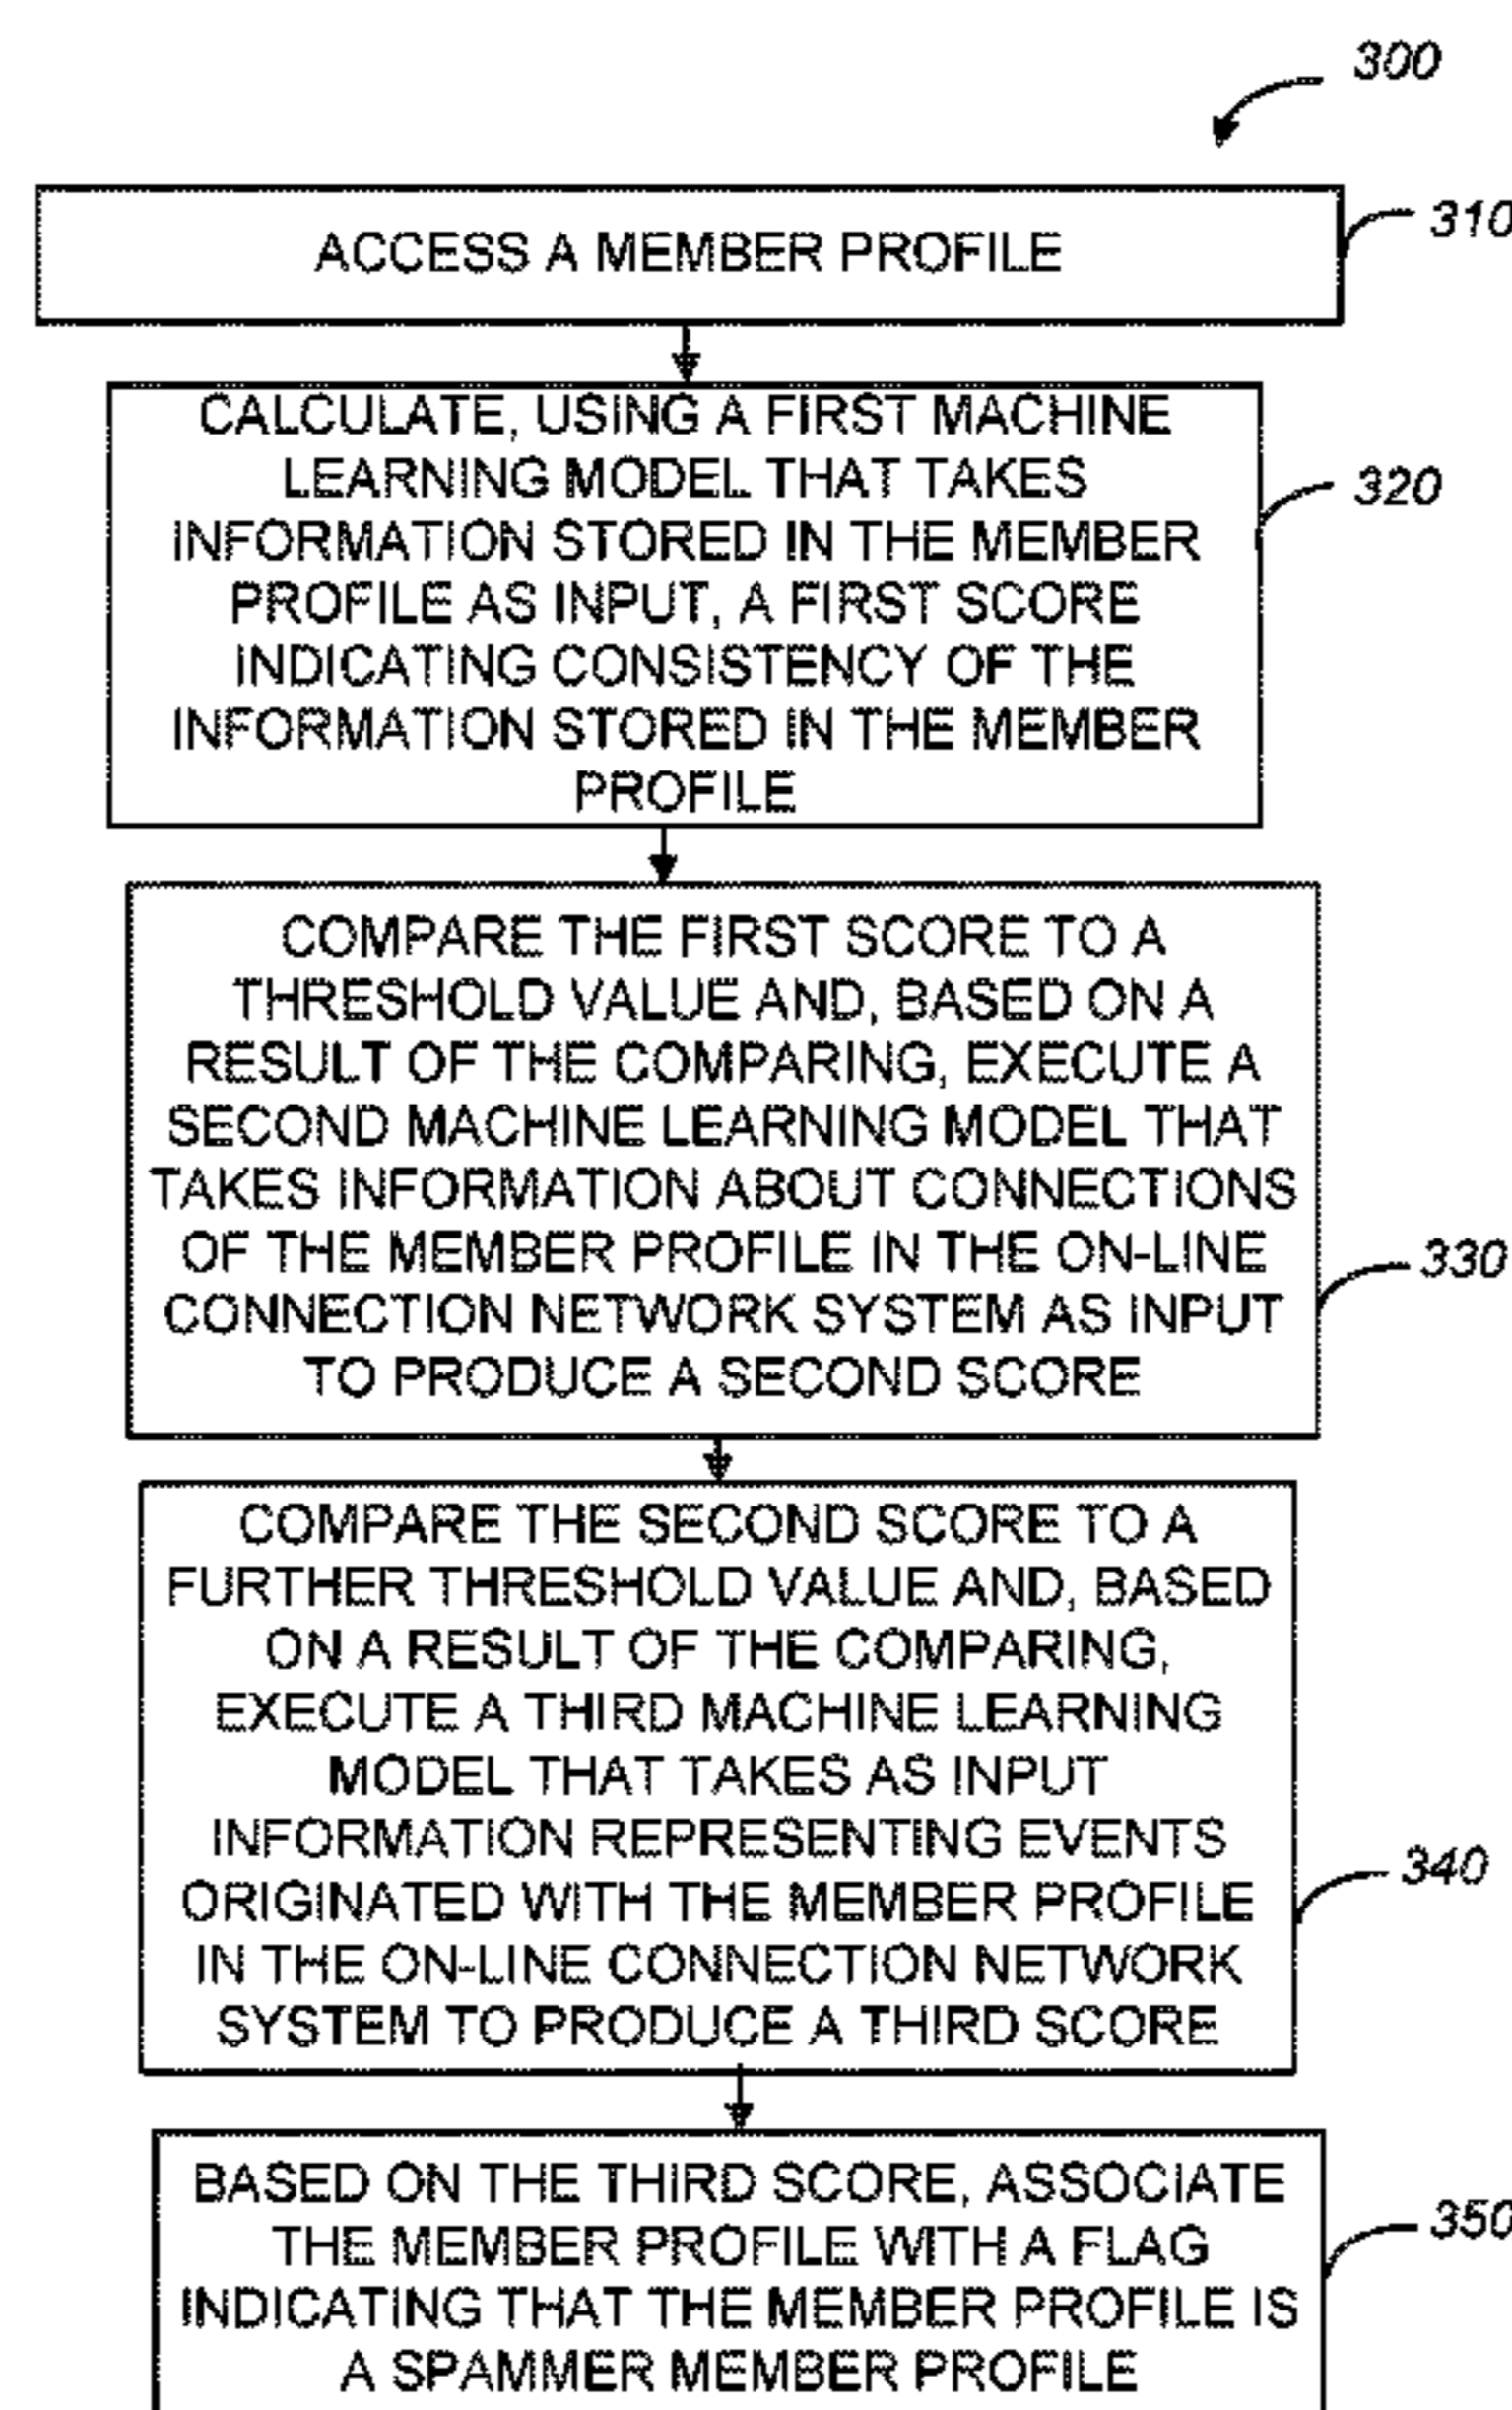 300
ACCESS A MEMBER PROFILE
310
CALCULATE, USING A FIRST MACHINE
LEARNING MODEL THAT TAKES
INFORMATION STORED IN THE MEMBER
PROFILE AS INPUT, A FIRST SCORE
INDICATING CONSISTENCY OF THE
INFORMATION STORED IN THE MEMBER
PROFILE
320
COMPARE THE FIRST SCORE TO A
THRESHOLD VALUE AND, BASED ON A
RESULT OF THE COMPARING, EXECUTE A
SECOND MACHINE LEARNING MODEL THAT
TAKES INFORMATION ABOUT CONNECTIONS
OF THE MEMBER PROFILE IN THE ON-LINE
CONNECTION NETWORK SYSTEM AS INPUT
TO PRODUCE A SECOND SCORE
330
COMPARE THE SECOND SCORE TO A
FURTHER THRESHOLD VALUE AND, BASED
ON A RESULT OF THE COMPARING,
EXECUTE A THIRD MACHINE LEARNING
MODEL THAT TAKES AS INPUT
INFORMATION REPRESENTING EVENTS
ORIGINATED WITH THE MEMBER PROFILE
IN THE ON-LINE CONNECTION NETWORK
SYSTEM TO PRODUCE A THIRD SCORE
340
BASED ON THE THIRD SCORE, ASSOCIATE
THE MEMBER PROFILE WITH A FLAG
INDICATING THAT THE MEMBER PROFILE IS
A SPAMMER MEMBER PROFILE
350